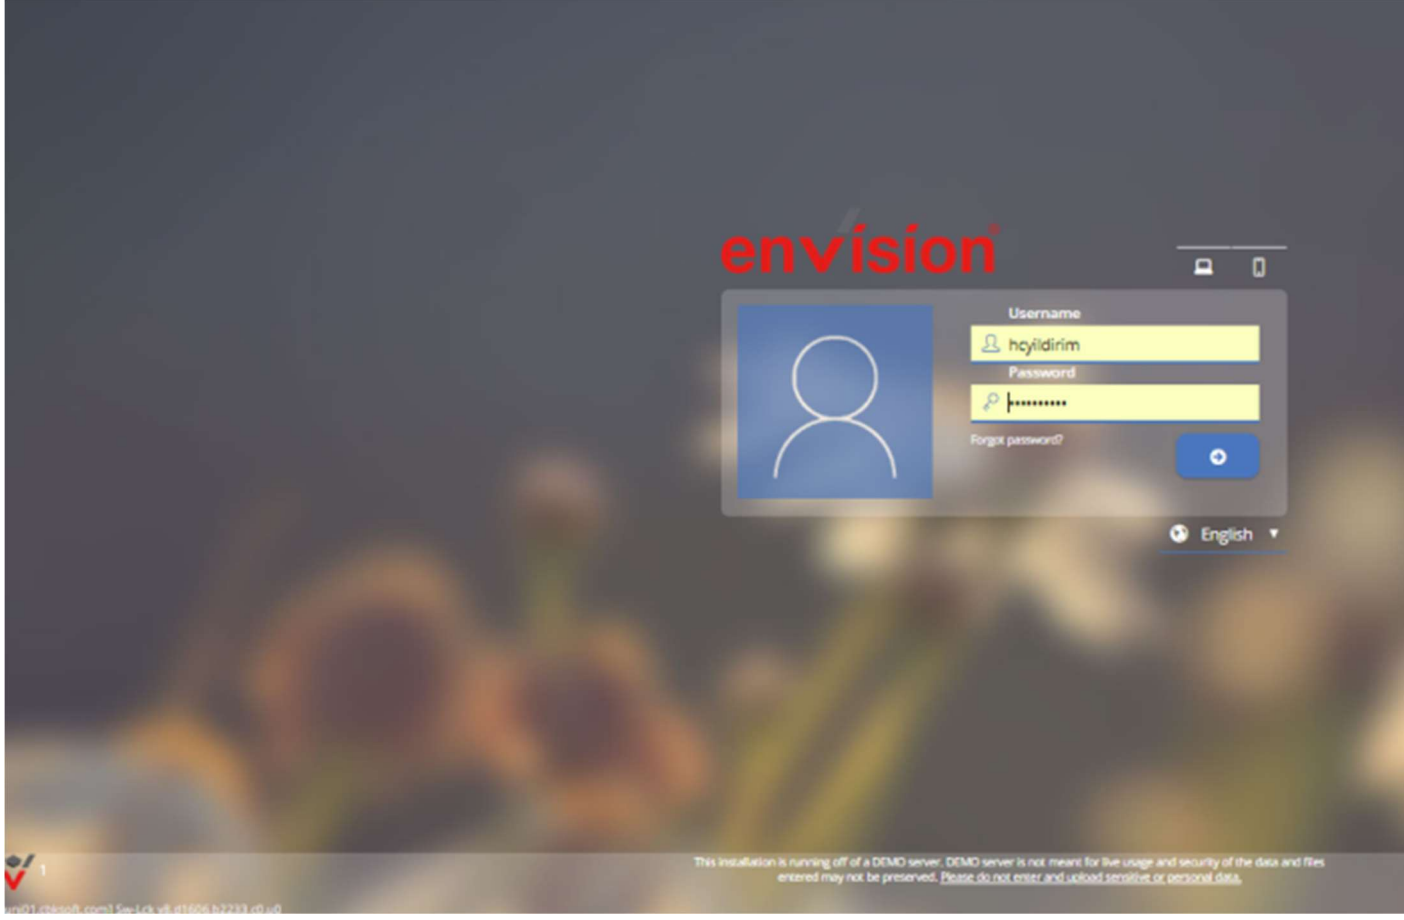 envision®
Username
hcyildirim
Password
••••••••••
Forgot password?
English
1
This installation is running off of a DEMO server. DEMO server is not meant for live usage and security of the data and files
entered may not be preserved. Please do not enter and upload sensitive or personal data.